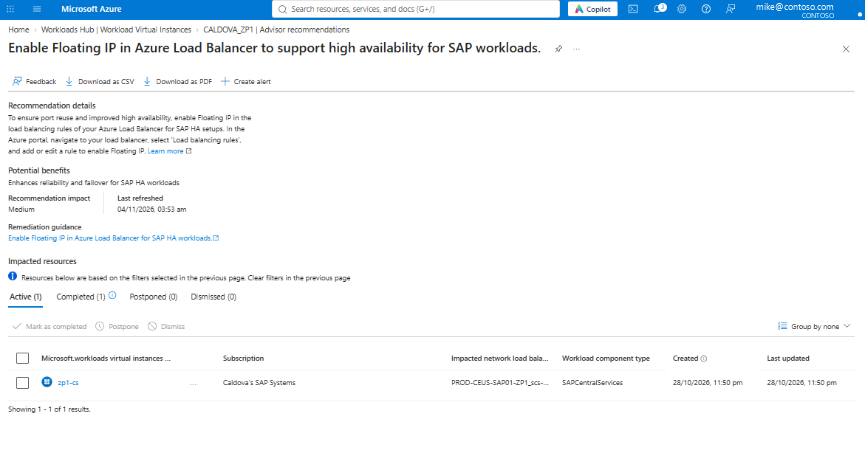 Microsoft Azure
Search resources, services, and docs (G+/)
Copilot
3
mike@contoso.com
CONTOSO
Home > Workloads Hub | Workload Virtual Instances > CALDOVA_ZP1 | Advisor recommendations
Enable Floating IP in Azure Load Balancer to support high availability for SAP workloads.
Feedback Download as CSV Download as PDF Create alert
Recommendation details
To ensure port reuse and improved high availability, enable Floating IP in the
load balancing rules of your Azure Load Balancer for SAP HA setups. In the
Azure portal, navigate to your load balancer, select 'Load balancing rules',
and add or edit a rule to enable Floating IP. Learn more
Potential benefits
Enhances reliability and failover for SAP HA workloads
Recommendation impact Last refreshed
Medium 04/11/2026, 03:53 am
Remediation guidance
Enable Floating IP in Azure Load Balancer for SAP HA workloads.
Impacted resources
Resources below are based on the filters selected in the previous page. Clear filters in the previous page
Active (1) Completed (1) Postponed (0) Dismissed (0)
Mark as completed Postpone Dismiss Group by none
Microsoft.workloads virtual instances ... Subscription Impacted network load bala... Workload component type Created Last updated
zp1-cs ... Caldova's SAP Systems PROD-CEUS-SAP01-ZP1_scs-... SAPCentralServices 28/10/2026, 11:50 pm 28/10/2026, 11:50 pm
Showing 1 - 1 of 1 results.